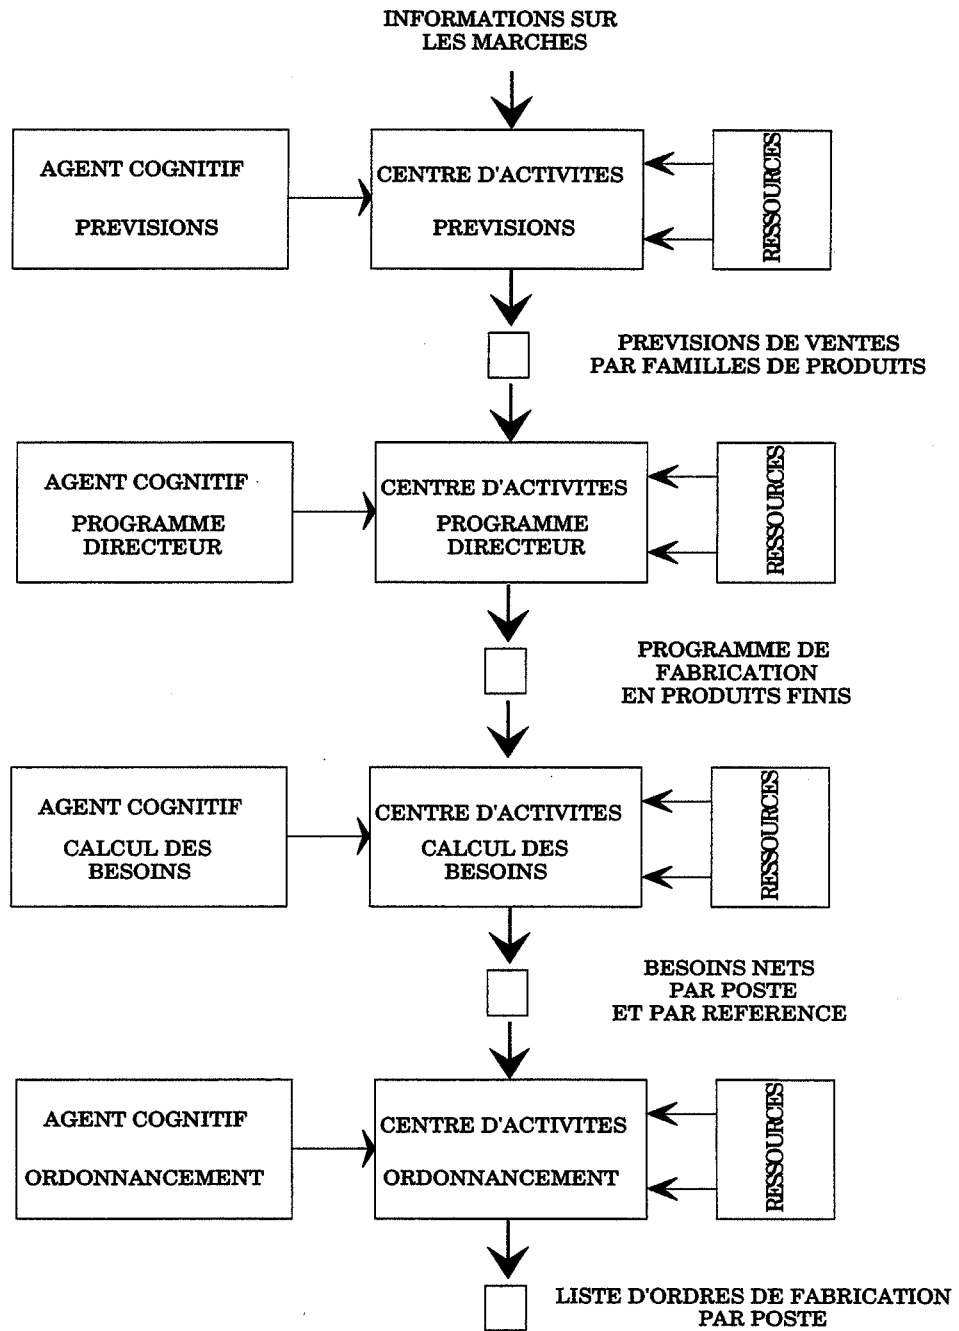 INFORMATIONS SUR
LES MARCHES
AGENT COGNITIF
PREVISIONS
CENTRE D'ACTIVITES
PREVISIONS
RESSOURCES
PREVISIONS DE VENTES
PAR FAMILLES DE PRODUITS
AGENT COGNITIF
PROGRAMME
DIRECTEUR
CENTRE D'ACTIVITES
PROGRAMME
DIRECTEUR
RESSOURCES
PROGRAMME DE
FABRICATION
EN PRODUITS FINIS
AGENT COGNITIF
CALCUL DES
BESOINS
CENTRE D'ACTIVITES
CALCUL DES
BESOINS
RESSOURCES
BESOINS NETS
PAR POSTE
ET PAR REFERENCE
AGENT COGNITIF
ORDONNANCEMENT
CENTRE D'ACTIVITES
ORDONNANCEMENT
RESSOURCES
LISTE D'ORDRES DE FABRICATION
PAR POSTE